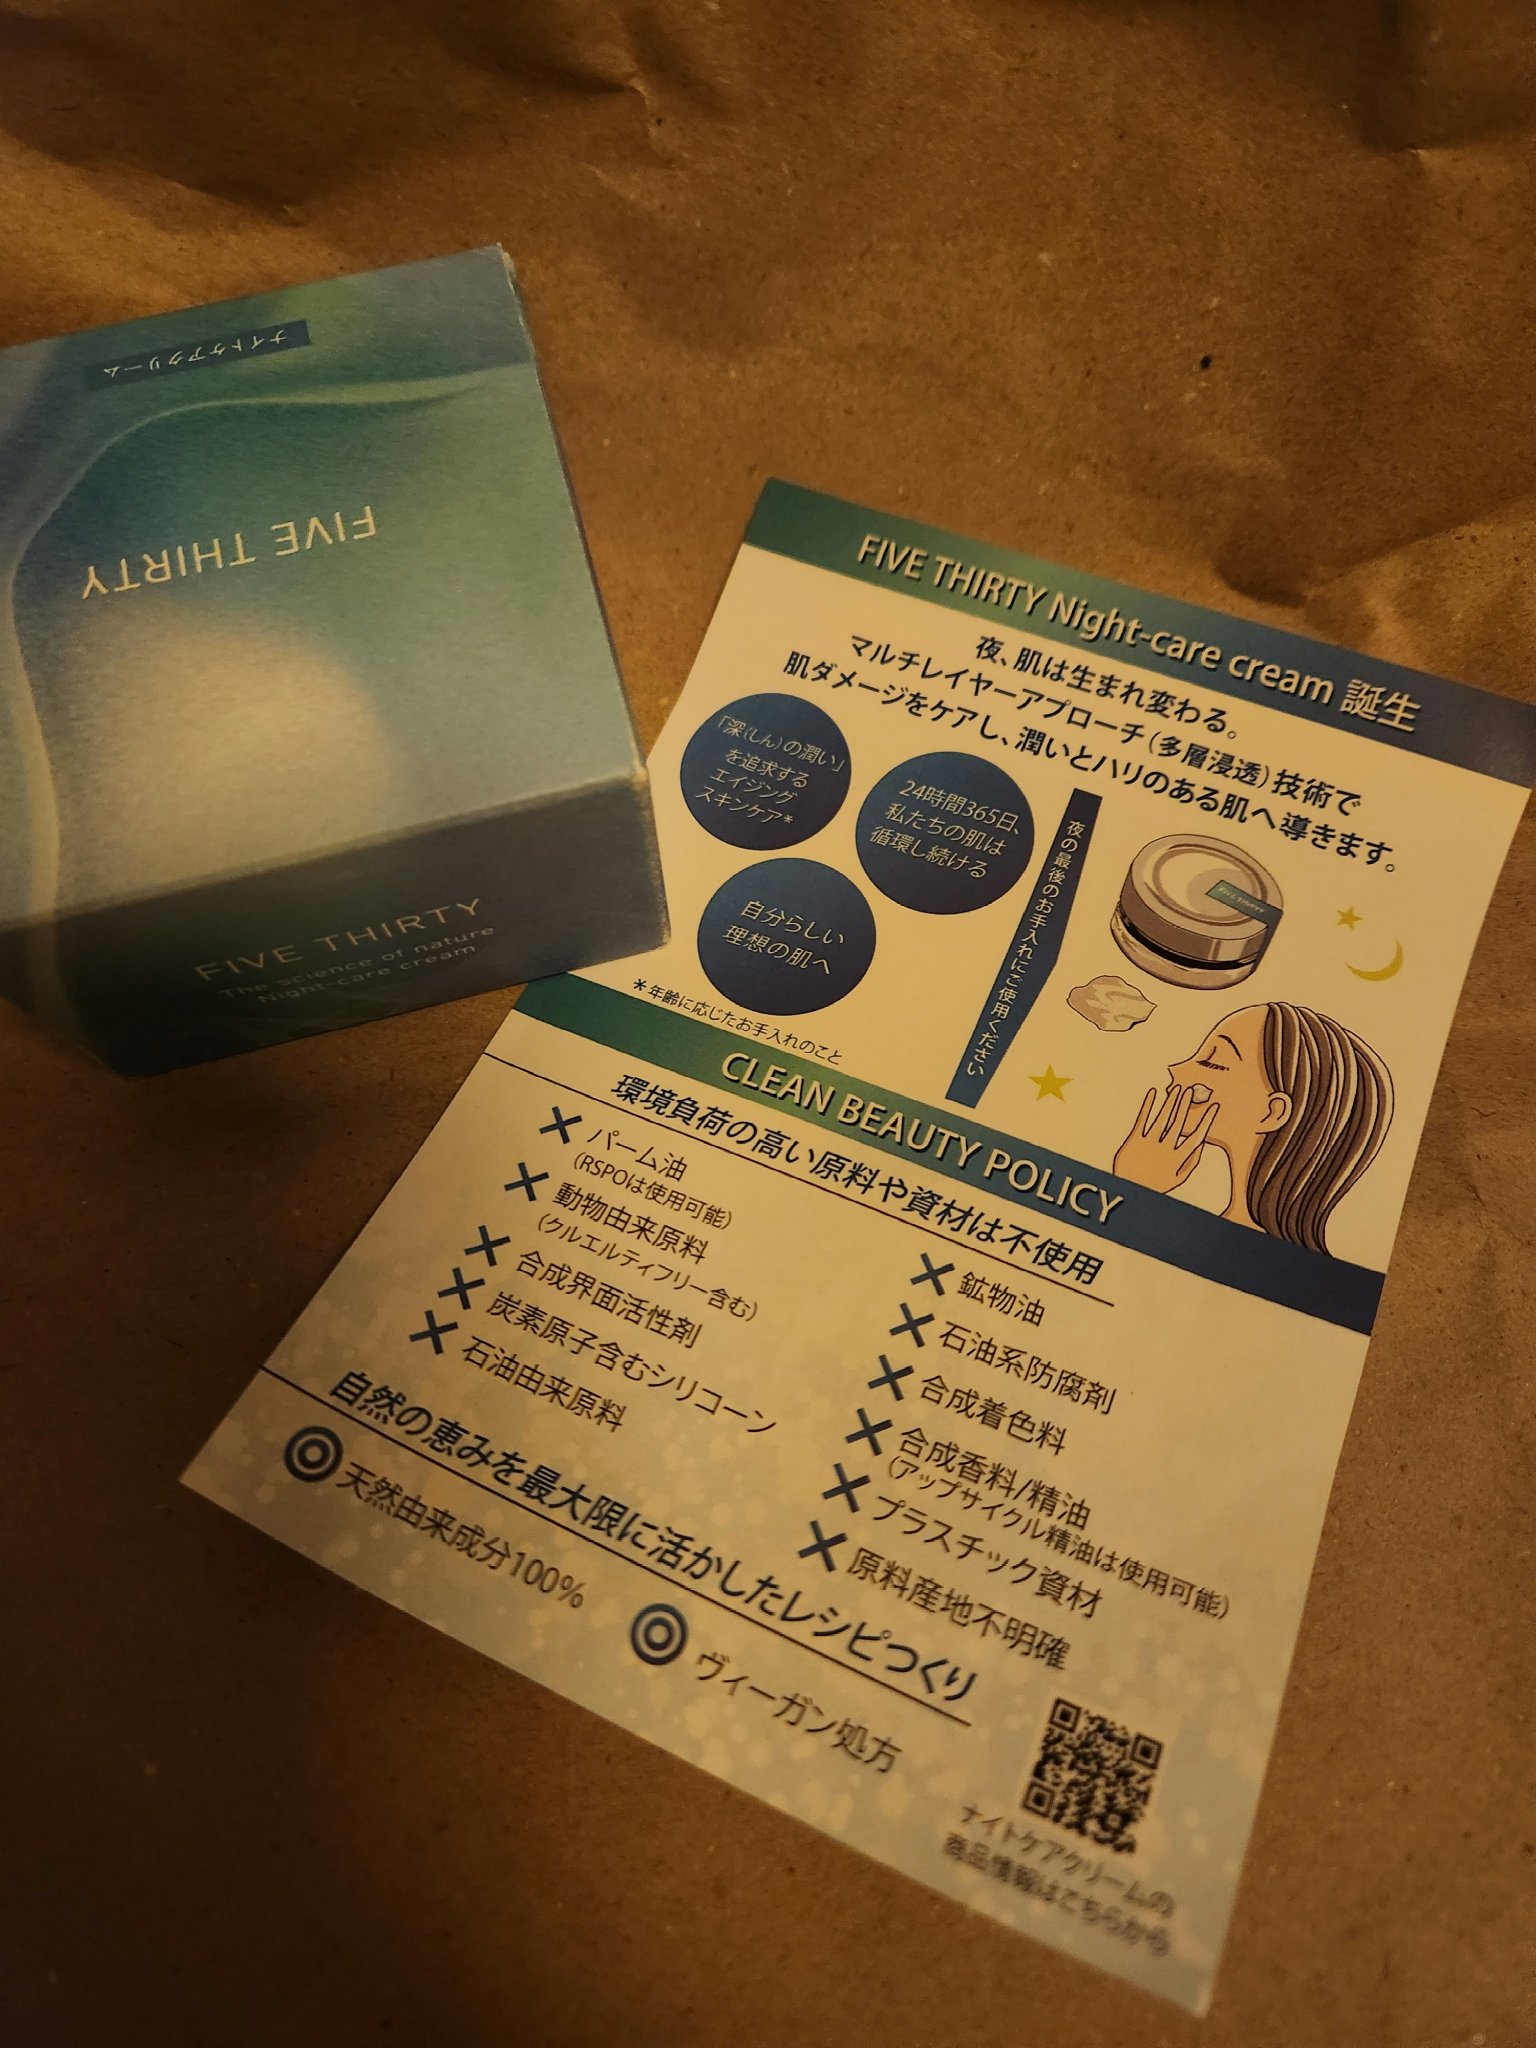 ナイトケアクリーム
FIVE THIRTY
FIVE THIRTY
The science of nature
Night-care cream
FIVE THIRTY Night-care cream 誕生
夜、肌は生まれ変わる。
マルチレイヤーアプローチ(多層浸透)技術で
肌ダメージをケアし、潤いとハリのある肌へ導きます。
「深(しん)の潤い」
を追求する
エイジング
スキンケア*
24時間365日、
私たちの肌は
循環し続ける
自分らしい
理想の肌へ
*年齢に応じたお手入れのこと
夜の最後のお手入れにご使用ください
FIVE THIRTY
CLEAN BEAUTY POLICY
環境負荷の高い原料や資材は不使用
× パーム油
(RSPOは使用可能)
× 動物由来原料
(クルエルティフリー含む)
× 合成界面活性剤
× 炭素原子含むシリコーン
× 石油由来原料
× 鉱物油
× 石油系防腐剤
× 合成着色料
× 合成香料/精油
(アップサイクル精油は使用可能)
× プラスチック資材
× 原料産地不明確
自然の恵みを最大限に活かしたレシピつくり
◎ 天然由来成分100%
◎ ヴィーガン処方
ナイトケアクリームの
商品情報はこちらから